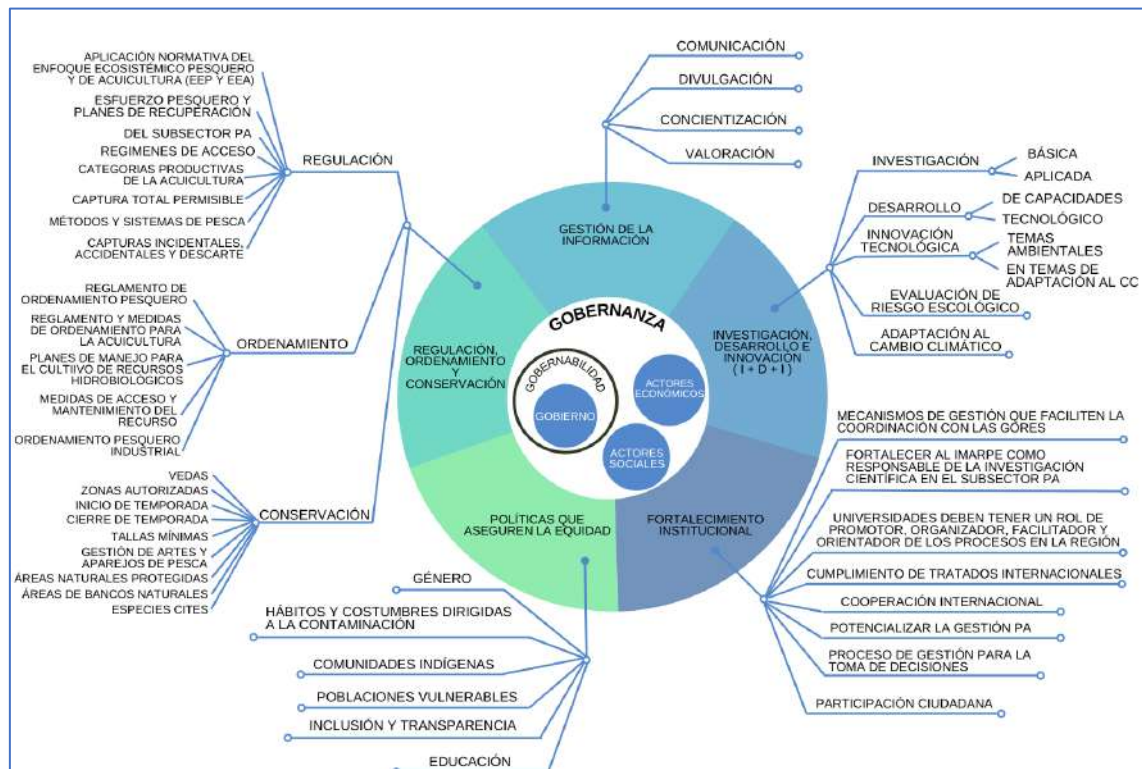 APLICACIÓN NORMATIVA DEL
ENFOQUE ECOSISTÉMICO PESQUERO
Y DE ACUICULTURA (EEP Y EEA)
ESFUERZO PESQUERO Y
PLANES DE RECUPERACIÓN
DEL SUBSECTOR PA
REGIMENES DE ACCESO
CATEGORIAS PRODUCTIVAS
DE LA ACUICULTURA
CAPTURA TOTAL PERMISIBLE
MÉTODOS Y SISTEMAS DE PESCA
CAPTURAS INCIDENTALES,
ACCIDENTALES Y DESCARTE
REGULACIÓN
REGLAMENTO DE
ORDENAMIENTO PESQUERO
REGLAMENTO Y MEDIDAS
DE ORDENAMIENTO PARA
LA ACUICULTURA
PLANES DE MANEJO PARA
EL CULTIIVO DE RECURSOS
HIDROBIOLÓGICOS
MEDIDAS DE ACCESO Y
MANTENIMIENTO DEL
RECURSO
ORDENAMIENTO PESQUERO
INDUSTRIAL
ORDENAMIENTO
VEDAS
ZONAS AUTORIZADAS
INICIO DE TEMPORADA
CIERRE DE TEMPORADA
TALLAS MÍNIMAS
GESTIÓN DE ARTES Y
APAREJOS DE PESCA
ÁREAS NATURALES PROTEGIDAS
ÁREAS DE BANCOS NATURALES
ESPECIES CITES
CONSERVACIÓN
COMUNICACIÓN
DIVULGACIÓN
CONCIENTIZACIÓN
VALORACIÓN
GESTIÓN DE LA
INFORMACIÓN
REGULACIÓN,
ORDENAMIENTO
Y
CONSERVACIÓN
GOBERNANZA
GOBERNABILIDAD
GOBIERNO
ACTORES
ECONÓMICOS
ACTORES
SOCIALES
INVESTIGACIÓN,
DESARROLLO E
INNOVACIÓN
( I + D + I )
POLÍTICAS QUE
ASEGUREN LA EQUIDAD
FORTALECIMIENTO
INSTITUCIONAL
INVESTIGACIÓN
BÁSICA
APLICADA
DESARROLLO
DE CAPACIDADES
TECNOLÓGICO
INNOVACIÓN
TECNOLÓGICA
TEMAS
AMBIENTALES
EN TEMAS DE
ADAPTACIÓN AL CC
EVALUACIÓN DE
RIESGO ESCOLÓGICO
ADAPTACIÓN AL
CAMBIO CLIMÁTICO
MECANISMOS DE GESTIÓN QUE FACILITEN LA
COORDINACIÓN CON LAS GORES
FORTALECER AL IMARPE COMO
RESPONSABLE DE LA INVESTIGACIÓN
CIENTÍFICA EN EL SUBSECTOR PA
UNIVERSIDADES DEBEN TENER UN ROL DE
PROMOTOR, ORGANIZADOR, FACILITADOR Y
ORIENTADOR DE LOS PROCESOS EN LA REGIÓN
CUMPLIMIENTO DE TRATADOS INTERNACIONALES
COOPERACIÓN INTERNACIONAL
POTENCIALIZAR LA GESTIÓN PA
PROCESO DE GESTIÓN PARA LA
TOMA DE DECISIONES
PARTICIPACIÓN CIUDADANA
GÉNERO
HÁBITOS Y COSTUMBRES DIRIGIDAS
A LA CONTAMINACIÓN
COMUNIDADES INDÍGENAS
POBLACIONES VULNERABLES
INCLUSIÓN Y TRANSPARENCIA
EDUCACIÓN